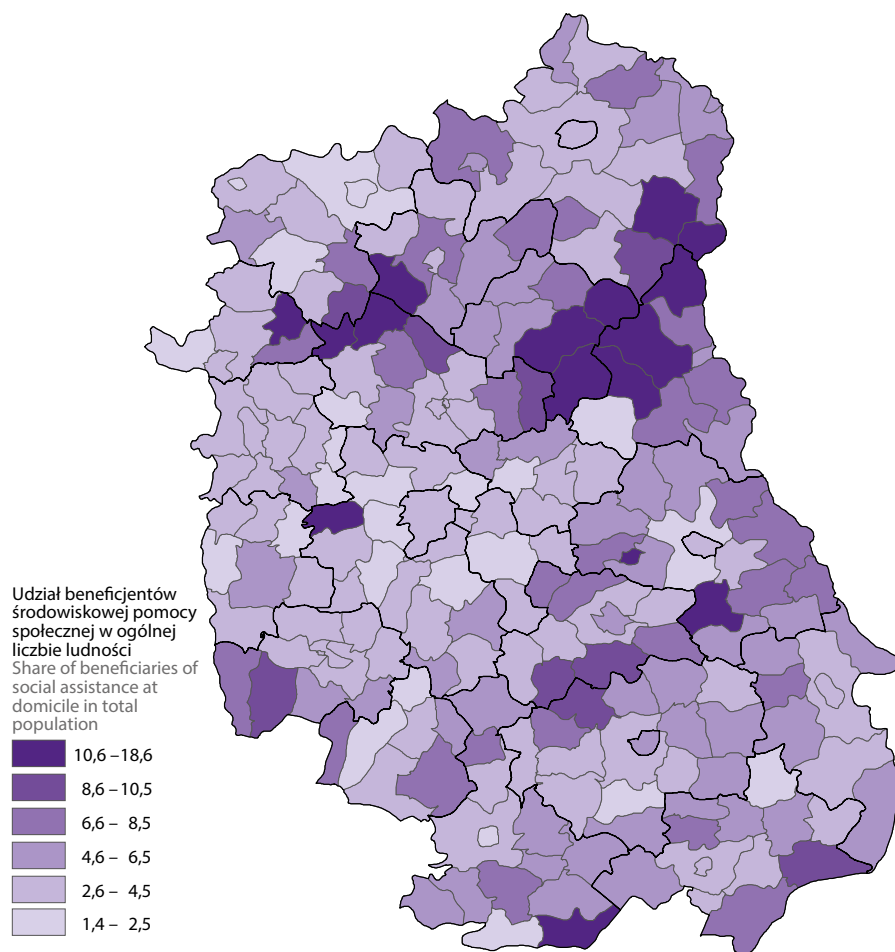 Udział beneficjentów
środowiskowej pomocy
społecznej w ogólnej
liczbie ludności
Share of beneficiaries of
social assistance at
domicile in total
population
10,6 – 18,6
8,6 – 10,5
6,6 – 8,5
4,6 – 6,5
2,6 – 4,5
1,4 – 2,5